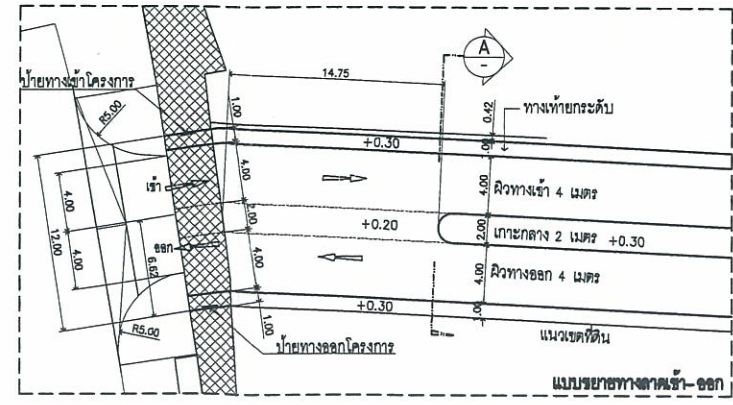 A
-
14.75
ป้ายทางเข้าโครงการ
R5.00
1.00
0.42
ทางเท้ายกระดับ
+0.30
1.00
เข้า
4.00
4.00
ผิวทางเข้า 4 เมตร
4.00
12.00
2.00
+0.20
2.00
เกาะกลาง 2 เมตร +0.30
ออก
4.00
6.62
4.00
4.00
ผิวทางออก 4 เมตร
R5.00
1.00
+0.30
1.00
ป้ายทางออกโครงการ
แนวเขตที่ดิน
แบบขยายทางลาดเข้า-ออก